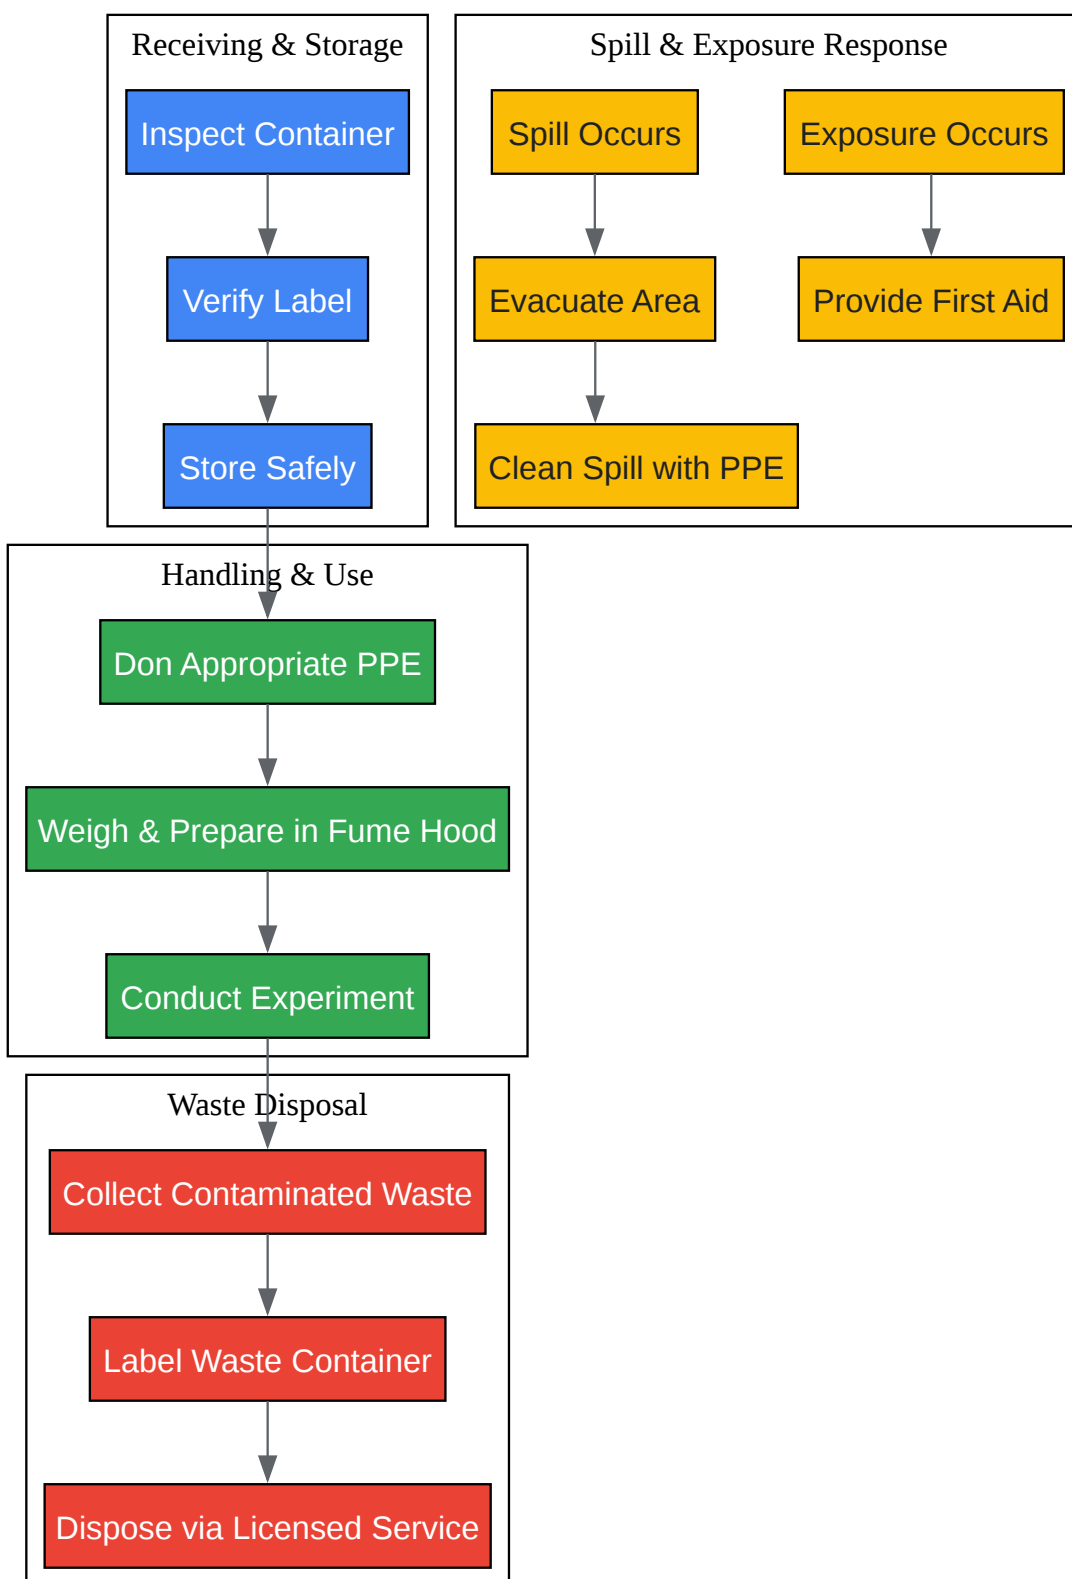 Receiving & Storage
Inspect Container
Verify Label
Store Safely
Spill & Exposure Response
Spill Occurs
Exposure Occurs
Evacuate Area
Provide First Aid
Clean Spill with PPE
Handling & Use
Don Appropriate PPE
Weigh & Prepare in Fume Hood
Conduct Experiment
Waste Disposal
Collect Contaminated Waste
Label Waste Container
Dispose via Licensed Service